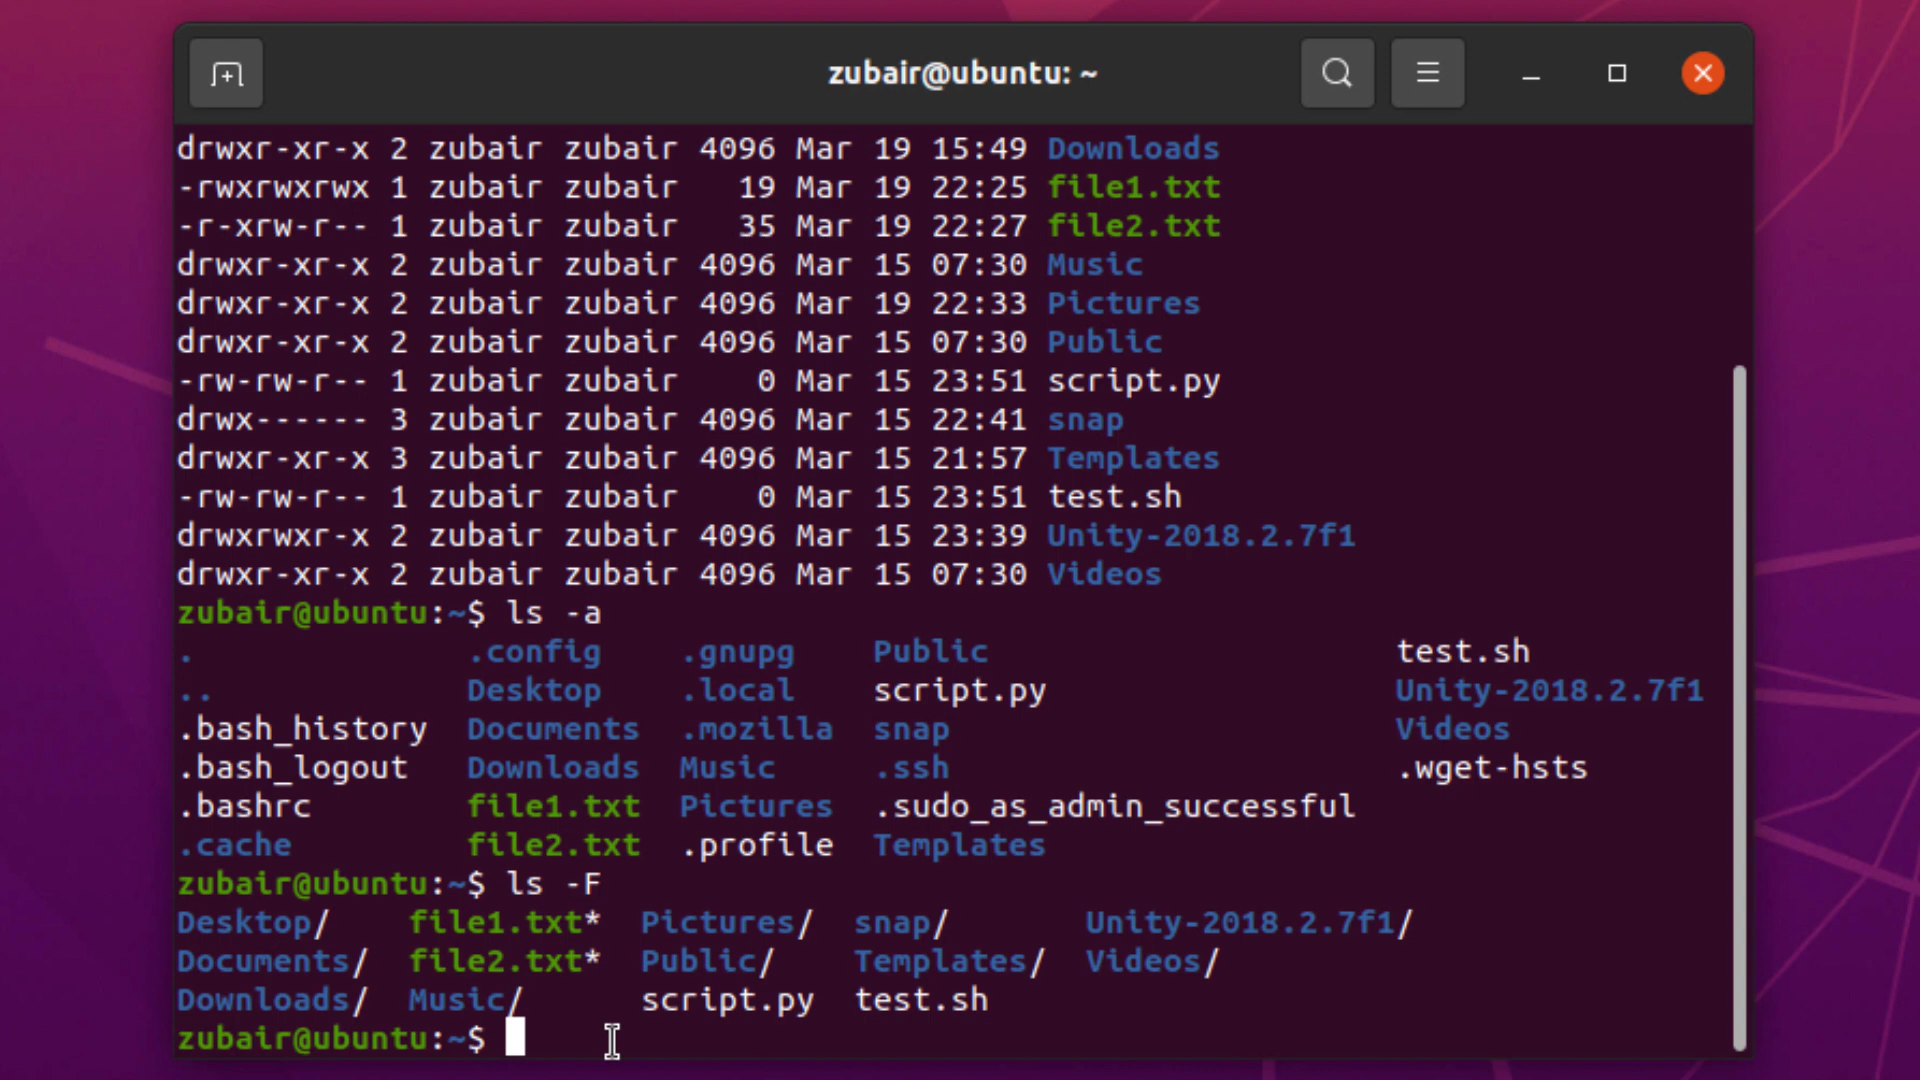 zubair@ubuntu: ~
drwxr-xr-x 2 zubair zubair 4096 Mar 19 15:49 Downloads
-rwxrwxrwx 1 zubair zubair   19 Mar 19 22:25 file1.txt
-r-xrw-r-- 1 zubair zubair   35 Mar 19 22:27 file2.txt
drwxr-xr-x 2 zubair zubair 4096 Mar 15 07:30 Music
drwxr-xr-x 2 zubair zubair 4096 Mar 19 22:33 Pictures
drwxr-xr-x 2 zubair zubair 4096 Mar 15 07:30 Public
-rw-rw-r-- 1 zubair zubair    0 Mar 15 23:51 script.py
drwx------ 3 zubair zubair 4096 Mar 15 22:41 snap
drwxr-xr-x 3 zubair zubair 4096 Mar 15 21:57 Templates
-rw-rw-r-- 1 zubair zubair    0 Mar 15 23:51 test.sh
drwxrwxr-x 2 zubair zubair 4096 Mar 15 23:39 Unity-2018.2.7f1
drwxr-xr-x 2 zubair zubair 4096 Mar 15 07:30 Videos
zubair@ubuntu:~$ ls -a
.              .config    .gnupg    Public                     test.sh
..             Desktop    .local    script.py                  Unity-2018.2.7f1
.bash_history  Documents  .mozilla  snap                       Videos
.bash_logout   Downloads  Music     .ssh                       .wget-hsts
.bashrc        file1.txt  Pictures  .sudo_as_admin_successful
.cache         file2.txt  .profile  Templates
zubair@ubuntu:~$ ls -F
Desktop/    file1.txt*  Pictures/  snap/       Unity-2018.2.7f1/
Documents/  file2.txt*  Public/    Templates/  Videos/
Downloads/  Music/      script.py  test.sh
zubair@ubuntu:~$